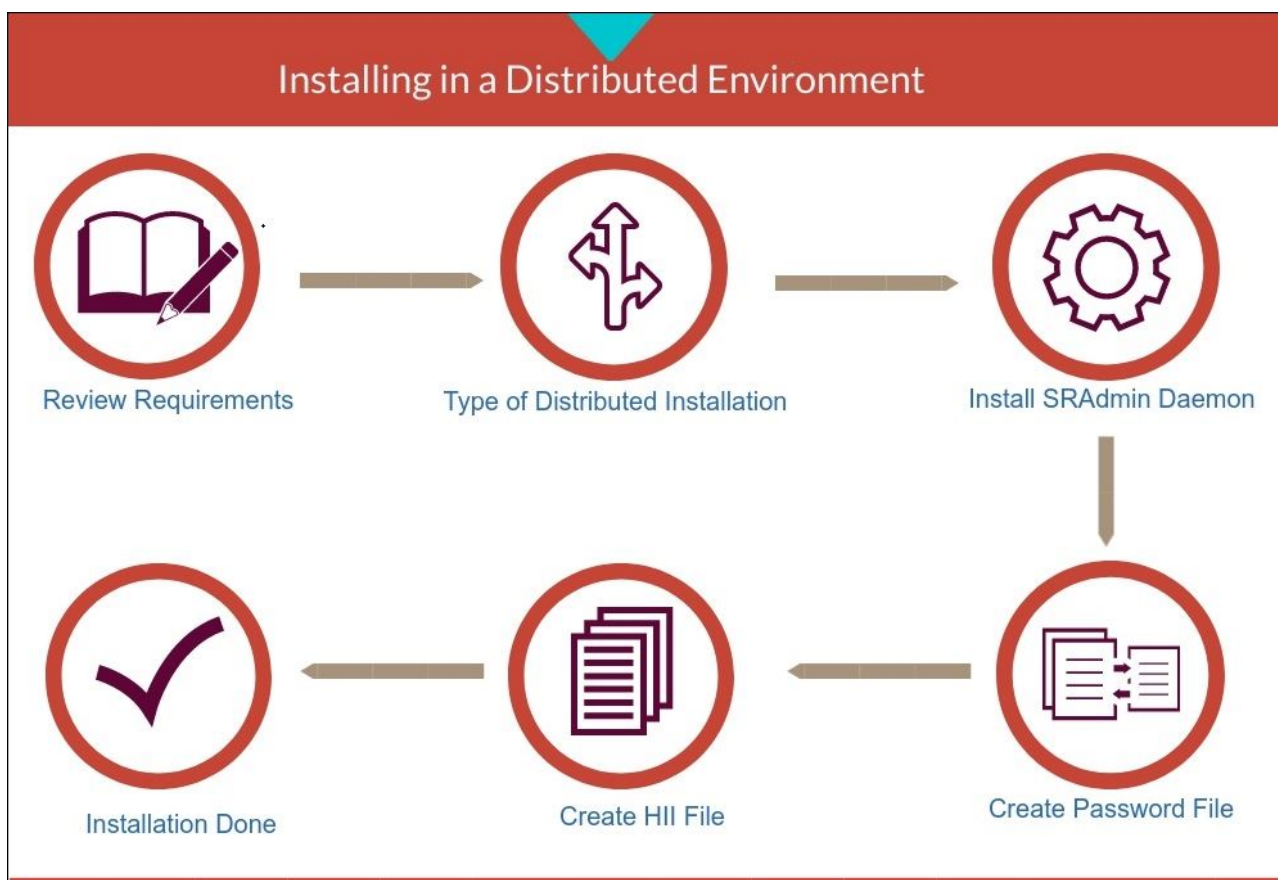 Installing in a Distributed Environment
Review Requirements
Type of Distributed Installation
Install SRAdmin Daemon
Create Password File
Create HII File
Installation Done